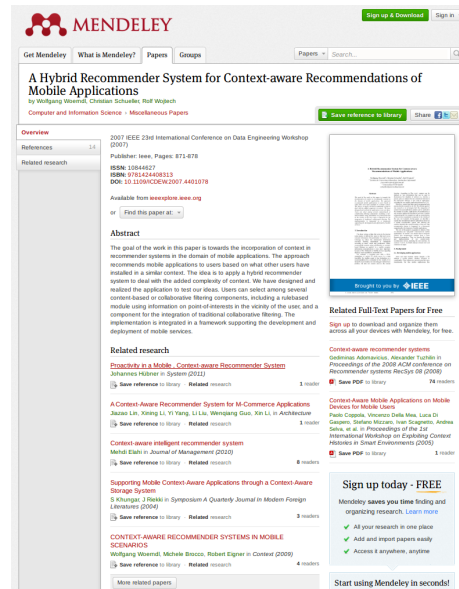 Sign up & Download
Sign in
MENDELEY
Get Mendeley
What is Mendeley?
Papers
Groups
Papers
Search...
A Hybrid Recommender System for Context-aware Recommendations of
Mobile Applications
by Wolfgang Woerndl, Christian Schueller, Rolf Wojtech
Computer and Information Science - Miscellaneous Papers
Save reference to library
Share
Overview
References 14
Related research
2007 IEEE 23rd International Conference on Data Engineering Workshop
(2007)
Publisher: Ieee, Pages: 871-878
ISSN: 10844627
ISBN: 9781424408313
DOI: 10.1109/ICDEW.2007.4401078
Available from ieeexplore.ieee.org
or Find this paper at:
Abstract
The goal of the work in this paper is towards the incorporation of context in
recommender systems in the domain of mobile applications. The approach
recommends mobile applications to users based on what other users have
installed in a similar context. The idea is to apply a hybrid recommender
system to deal with the added complexity of context. We have designed and
realized the application to test our ideas. Users can select among several
content-based or collaborative filtering components, including a rulebased
module using information on point-of-interests in the vicinity of the user, and a
component for the integration of traditional collaborative filtering. The
implementation is integrated in a framework supporting the development and
deployment of mobile services.
Related research
Proactivity in a Mobile , Context-Aware Recommender System
Johannes Hübner in System (2011)
Save reference to library · Related research 1 reader
A Context-Aware Recommender System for M-Commerce Applications
Jiazao Lin, Xining Li, Yi Yang, Li Liu, Wenqiang Guo, Xin Li, in Architecture
Save reference to library · Related research 1 reader
Context-aware intelligent recommender system
Mehdi Elahi in Journal of Management (2010)
Save reference to library · Related research 8 readers
Supporting Mobile Context-Aware Applications through a Context-Aware
Storage System
S Khungar, J Riekki in Symposium A Quarterly Journal In Modern Foreign
Literatures (2004)
Save reference to library · Related research 3 readers
CONTEXT-AWARE RECOMMENDER SYSTEMS IN MOBILE
SCENARIOS
Wolfgang Woerndl, Michele Brocco, Robert Eigner in Context (2009)
Save reference to library · Related research 4 readers
More related papers
Brought to you by IEEE
Related Full-Text Papers for Free
Sign up to download and organize them
across all your devices with Mendeley, for free.
Context-aware recommender systems
Gediminas Adomavicius, Alexander Tuzhilin in
Proceedings of the 2008 ACM conference on
Recommender systems RecSys 08 (2008)
Save PDF to library 74 readers
Context-Aware Mobile Applications on Mobile
Devices for Mobile Users
Paolo Coppola, Vincenzo Della Mea, Luca Di
Gaspero, Stefano Mizzaro, Ivan Scagnetto, Andrea
Selva, et al. in Proceedings of the 1st
International Workshop on Exploiting Context
Histories in Smart Environments (2005)
Save PDF to library 1 reader
Sign up today - FREE
Mendeley saves you time finding and
organizing research. Learn more
All your research in one place
Add and import papers easily
Access it anywhere, anytime
Start using Mendeley in seconds!